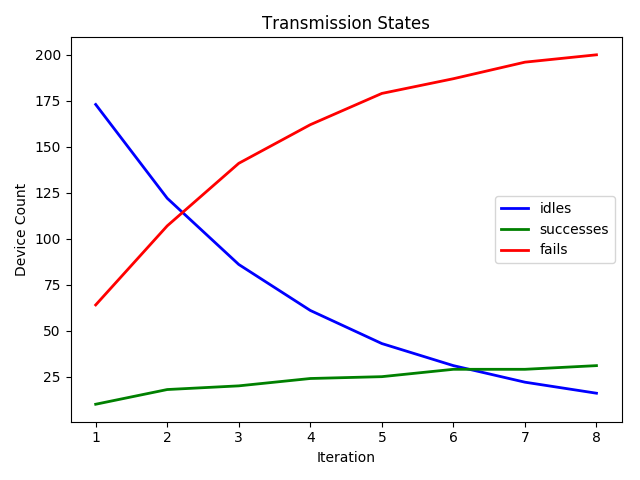 Transmission States
Device Count
200
175
150
125
100
75
50
25
idles
successes
fails
1 2 3 4 5 6 7 8
Iteration